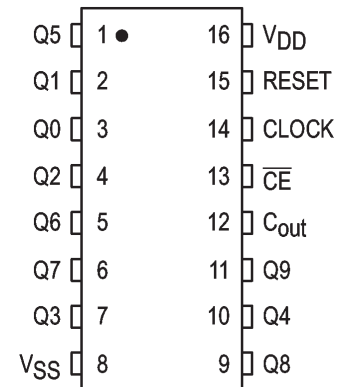 Q5 1 16 VDD
Q1 2 15 RESET
Q0 3 14 CLOCK
Q2 4 13 C̅E̅
Q6 5 12 Cout
Q7 6 11 Q9
Q3 7 10 Q4
VSS 8 9 Q8